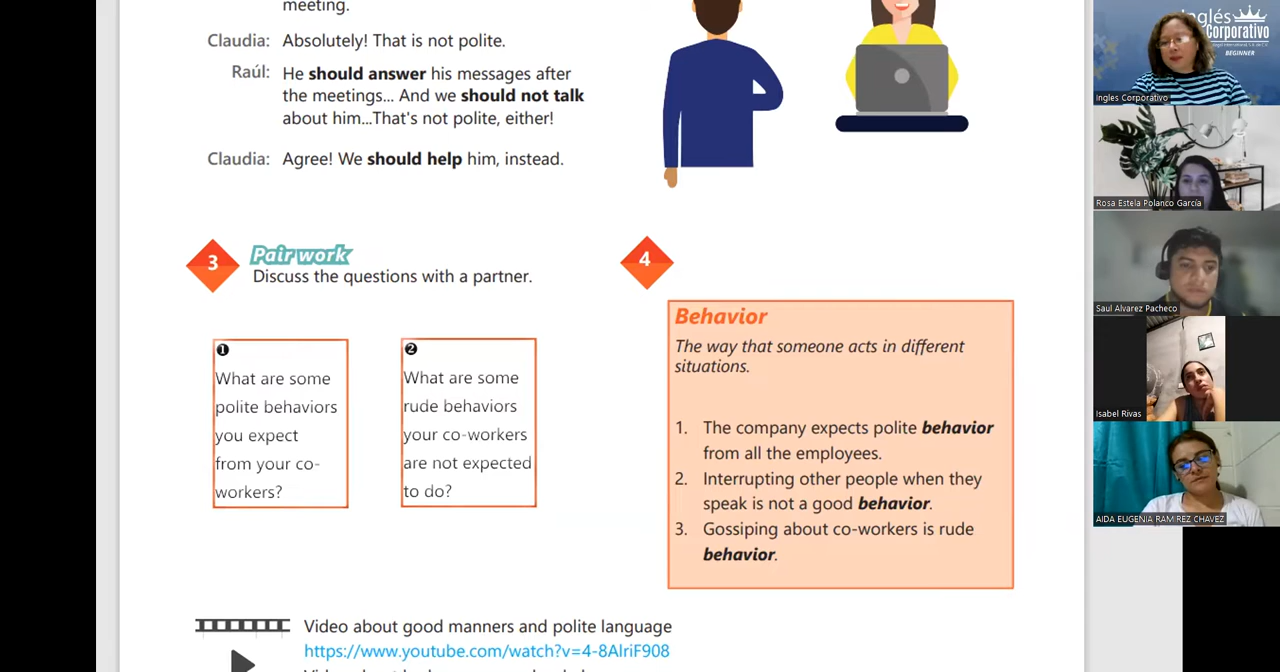 meeting.
Claudia: Absolutely! That is not polite.
Raúl: He should answer his messages after
the meetings... And we should not talk
about him...That's not polite, either!
Claudia: Agree! We should help him, instead.
3
Pair work
Discuss the questions with a partner.
❶
What are some
polite behaviors
you expect
from your co-
workers?
❷
What are some
rude behaviors
your co-workers
are not expected
to do?
4
Behavior
The way that someone acts in different
situations.
1. The company expects polite behavior
from all the employees.
2. Interrupting other people when they
speak is not a good behavior.
3. Gossiping about co-workers is rude
behavior.
Video about good manners and polite language
https://www.youtube.com/watch?v=4-8AlriF908
inglés
Corporativo
BEGINNER
Ingles Corporativo
Rosa Estela Polanco García
Saul Alvarez Pacheco
Isabel Rivas
AIDA EUGENIA RAM REZ CHAVEZ